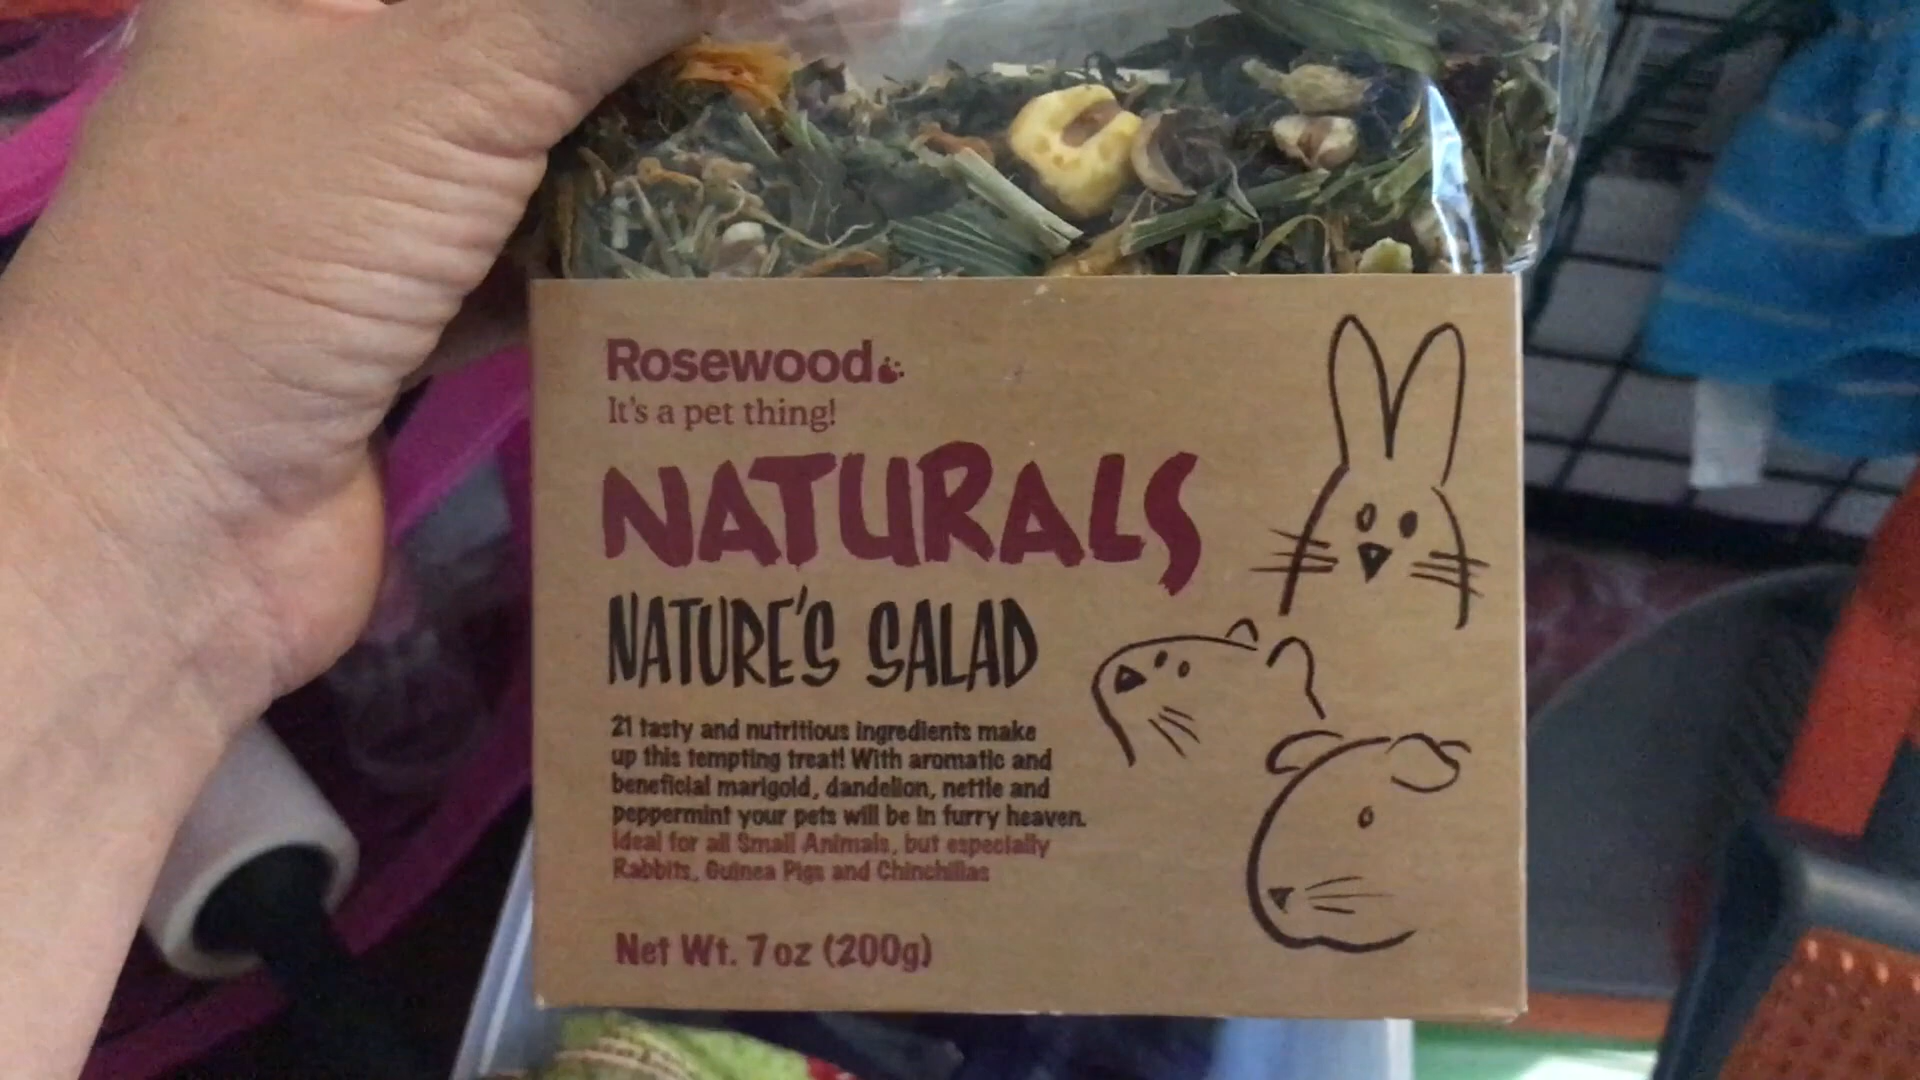 Rosewood
It's a pet thing!
NATURALS
NATURE'S SALAD
21 tasty and nutritious ingredients make
up this tempting treat! With aromatic and
beneficial marigold, dandelion, nettle and
peppermint your pets will be in furry heaven.
Ideal for all Small Animals, but especially
Rabbits, Guinea Pigs and Chinchillas
Net Wt. 7 oz (200g)